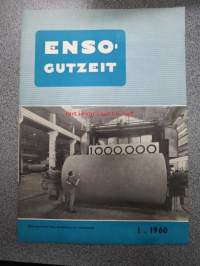 ENSO-
GUTZEIT
1000000
1 . 1960